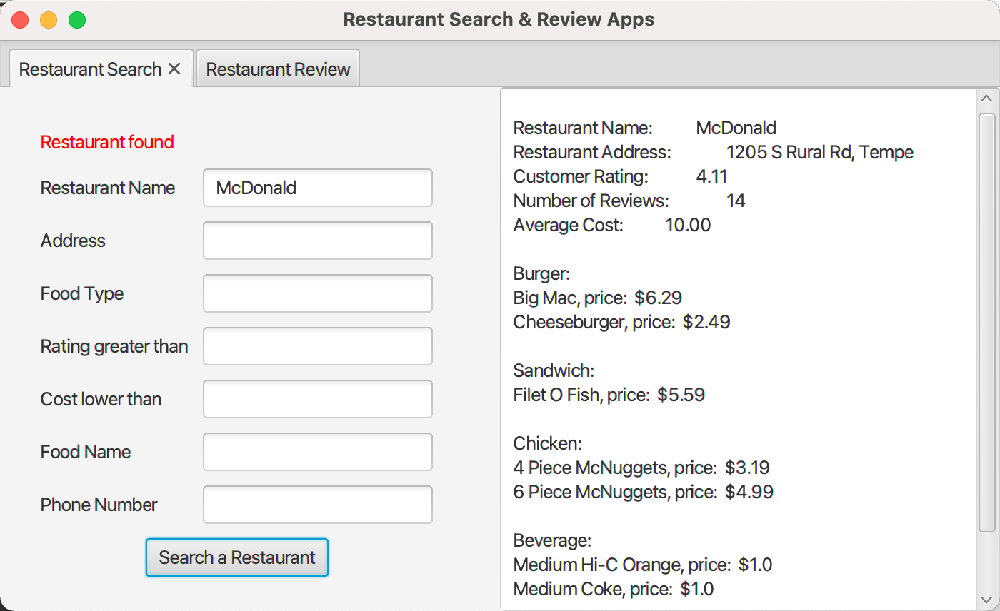 Restaurant Search & Review Apps
Restaurant Search
Restaurant Review
Restaurant found
Restaurant Name McDonald
Address
Food Type
Rating greater than
Cost lower than
Food Name
Phone Number
Search a Restaurant
Restaurant Name: McDonald
Restaurant Address: 1205 S Rural Rd, Tempe
Customer Rating: 4.11
Number of Reviews: 14
Average Cost: 10.00
Burger:
Big Mac, price: $6.29
Cheeseburger, price: $2.49
Sandwich:
Filet O Fish, price: $5.59
Chicken:
4 Piece McNuggets, price: $3.19
6 Piece McNuggets, price: $4.99
Beverage:
Medium Hi-C Orange, price: $1.0
Medium Coke, price: $1.0